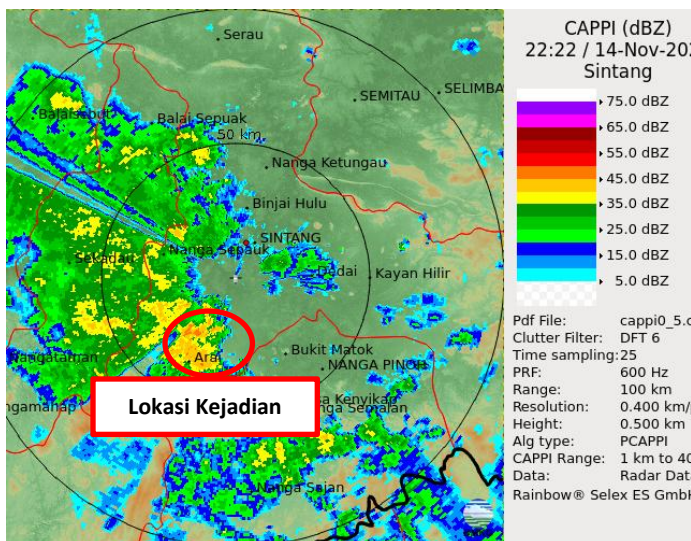 Serau
SEMITAU
SELIMBA
Balai Sepuak
50 km
Nanga Ketungau
Binjai Hulu
SINTANG
Nanga Sepauk
Sekadau
Dedai
Kayan Hilir
Arai
Bukit Matok
NANGA PINOH
Lokasi Kejadian
ngamahap
CAPPI (dBZ)
22:22 / 14-Nov-202
Sintang
75.0 dBZ
65.0 dBZ
55.0 dBZ
45.0 dBZ
35.0 dBZ
25.0 dBZ
15.0 dBZ
5.0 dBZ
Pdf File: cappi0_5.c
Clutter Filter: DFT 6
Time sampling:25
PRF: 600 Hz
Range: 100 km
Resolution: 0.400 km/
Height: 0.500 km
Alg type: PCAPPI
CAPPI Range: 1 km to 40
Data: Radar Dat
Rainbow® Selex ES GmbH